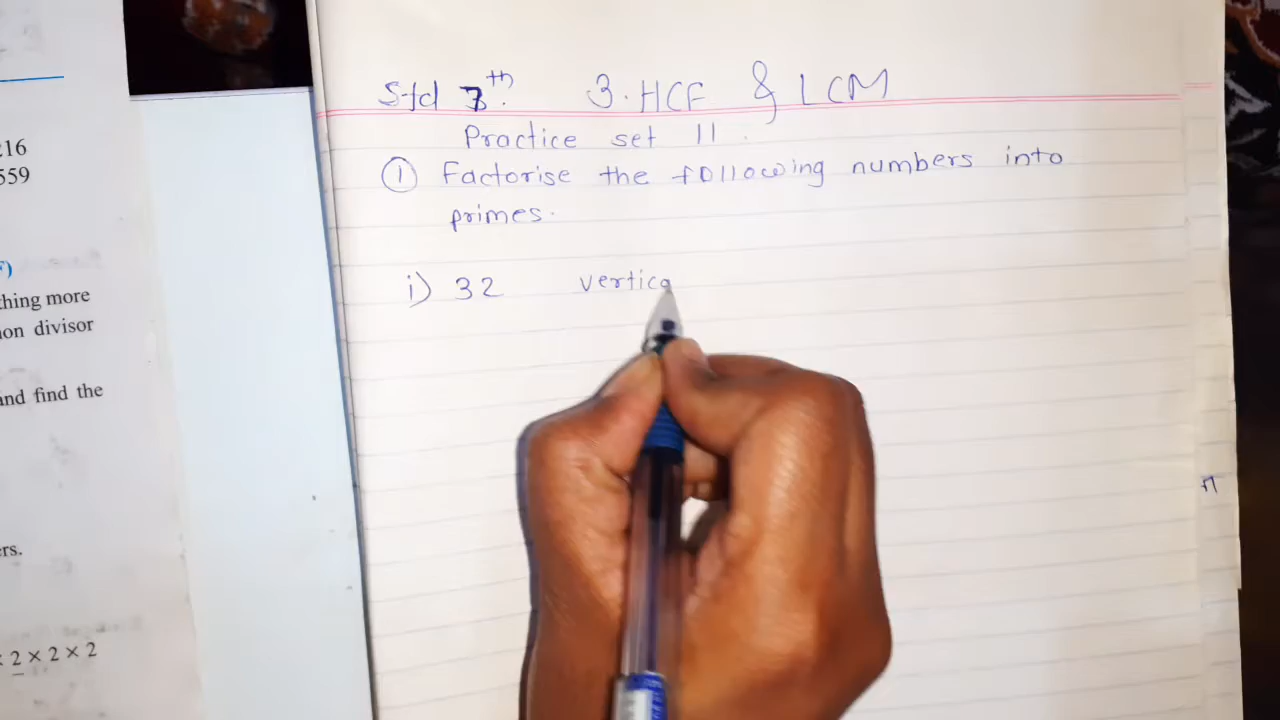 216
559
F)
thing more
non divisor
and find the
ers.
× 2 × 2 × 2
Std 7th. 3. HCF & LCM
Practice set 11.
① Factorise the following numbers into
primes.
i) 32 vertica